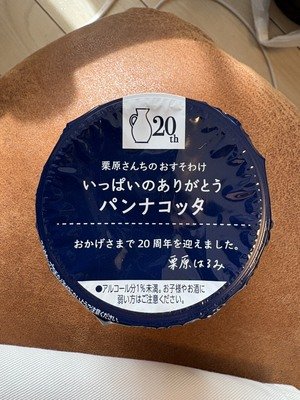 20th
栗原さんちのおすそわけ
いっぱいのありがとう
パンナコッタ
おかげさまで20周年を迎えました。
栗原はるみ
●アルコール分1%未満。お子様やお酒に
弱い方はご注意ください。